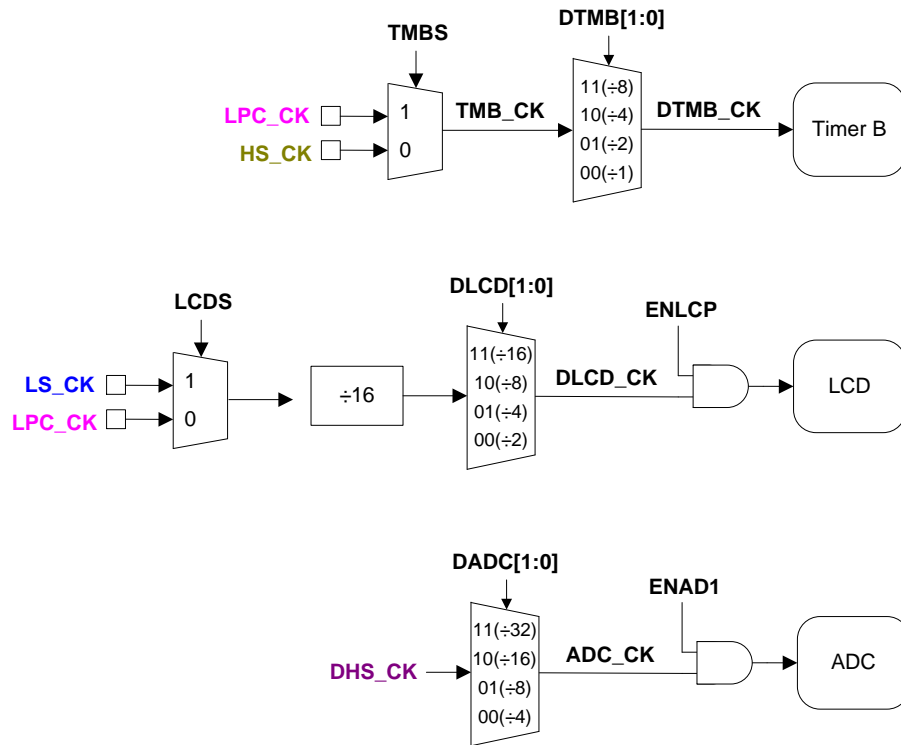 TMBS
DTMB[1:0]
LPC_CK
1
HS_CK
0
TMB_CK
11(÷8)
10(÷4)
01(÷2)
00(÷1)
DTMB_CK
Timer B
LCDS
DLCD[1:0]
ENLCP
LS_CK
1
LPC_CK
0
÷16
11(÷16)
10(÷8)
01(÷4)
00(÷2)
DLCD_CK
LCD
DADC[1:0]
ENAD1
DHS_CK
11(÷32)
10(÷16)
01(÷8)
00(÷4)
ADC_CK
ADC